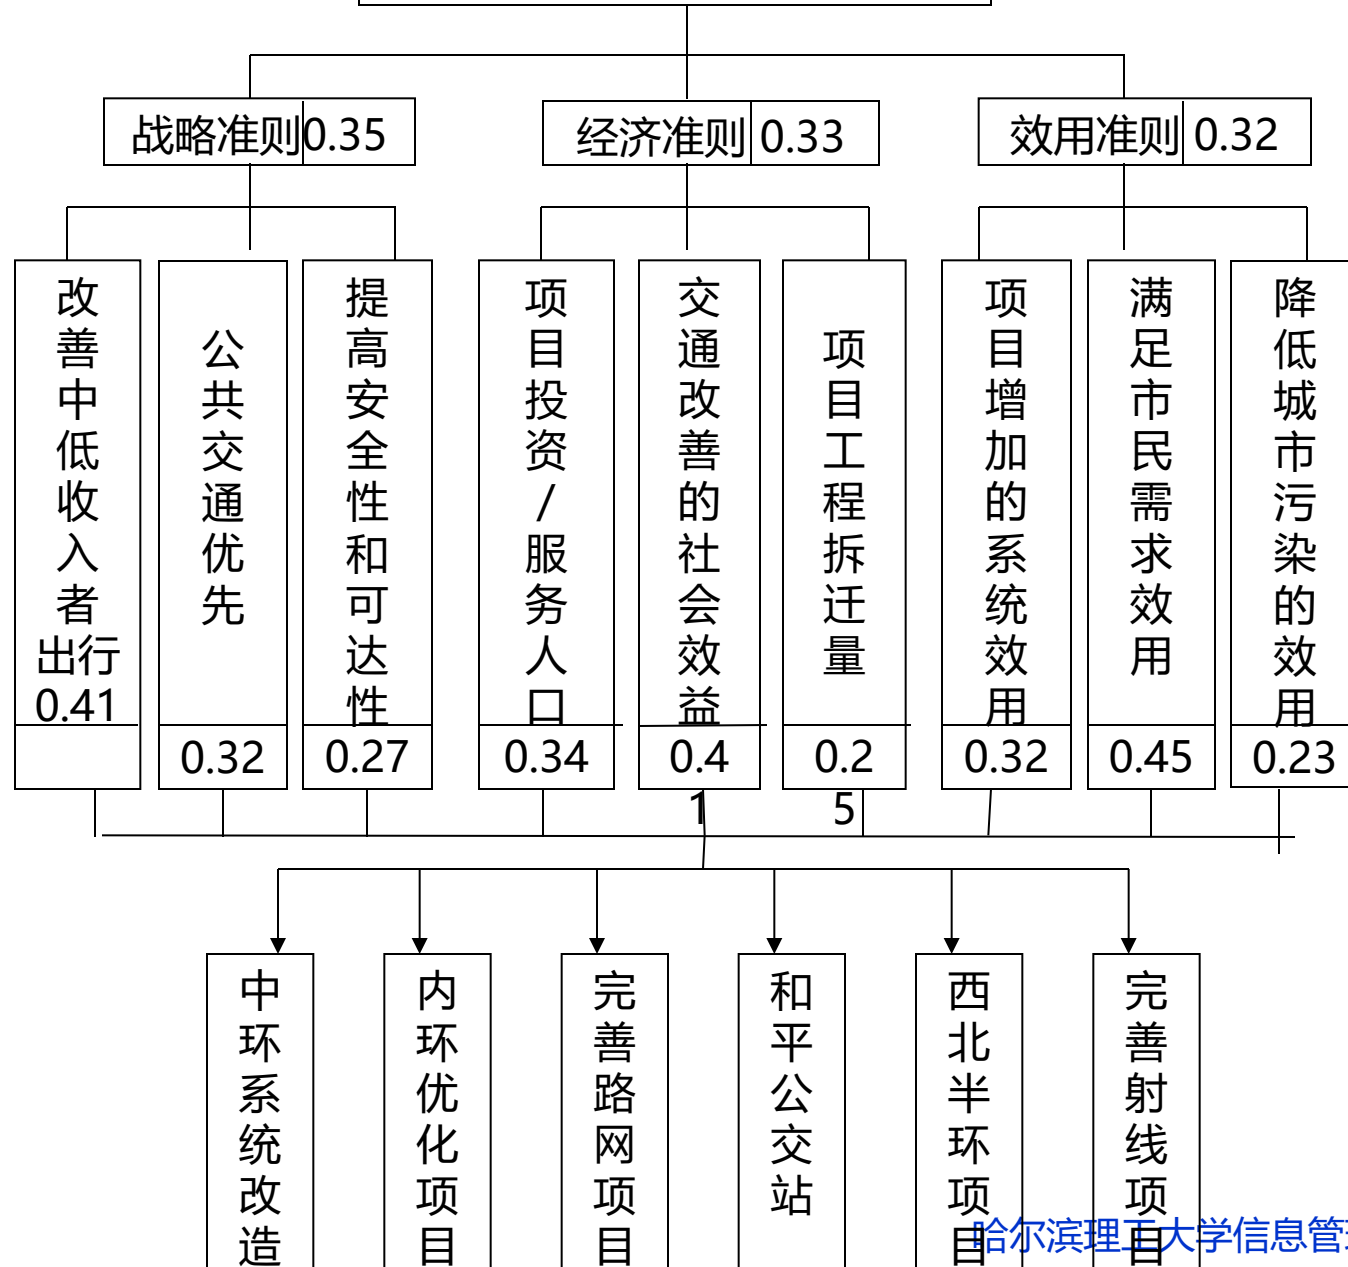 战略准则 0.35
经济准则 0.33
效用准则 0.32
改善中低收入者出行
0.41
公共交通优先
0.32
提高安全性和可达性
0.27
项目投资/服务人口
0.34
交通改善的社会效益
0.41
项目工程拆迁量
0.25
项目增加的系统效用
0.32
满足市民需求效用
0.45
降低城市污染的效用
0.23
中环系统改造
内环优化项目
完善路网项目
和平公交站
西北半环项目
完善射线项目
哈尔滨理工大学信息管